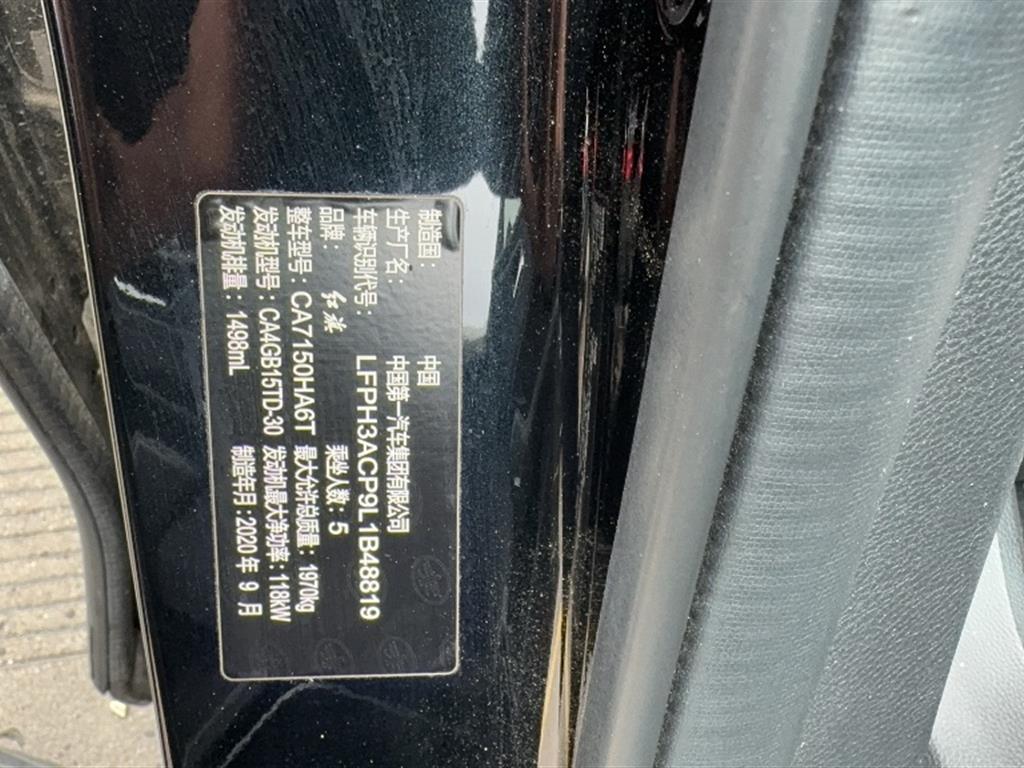 制造国: 中国
生产厂名: 中国第一汽车集团有限公司
车辆识别代号: LFPH3ACP9L1B48819
品牌: 红旗 乘坐人数: 5
整车型号: CA7150HA6T 最大允许总质量: 1970kg
发动机型号: CA4GB15TD-30 发动机最大净功率: 118kW
发动机排量: 1498mL 制造年月: 2020 年 9 月